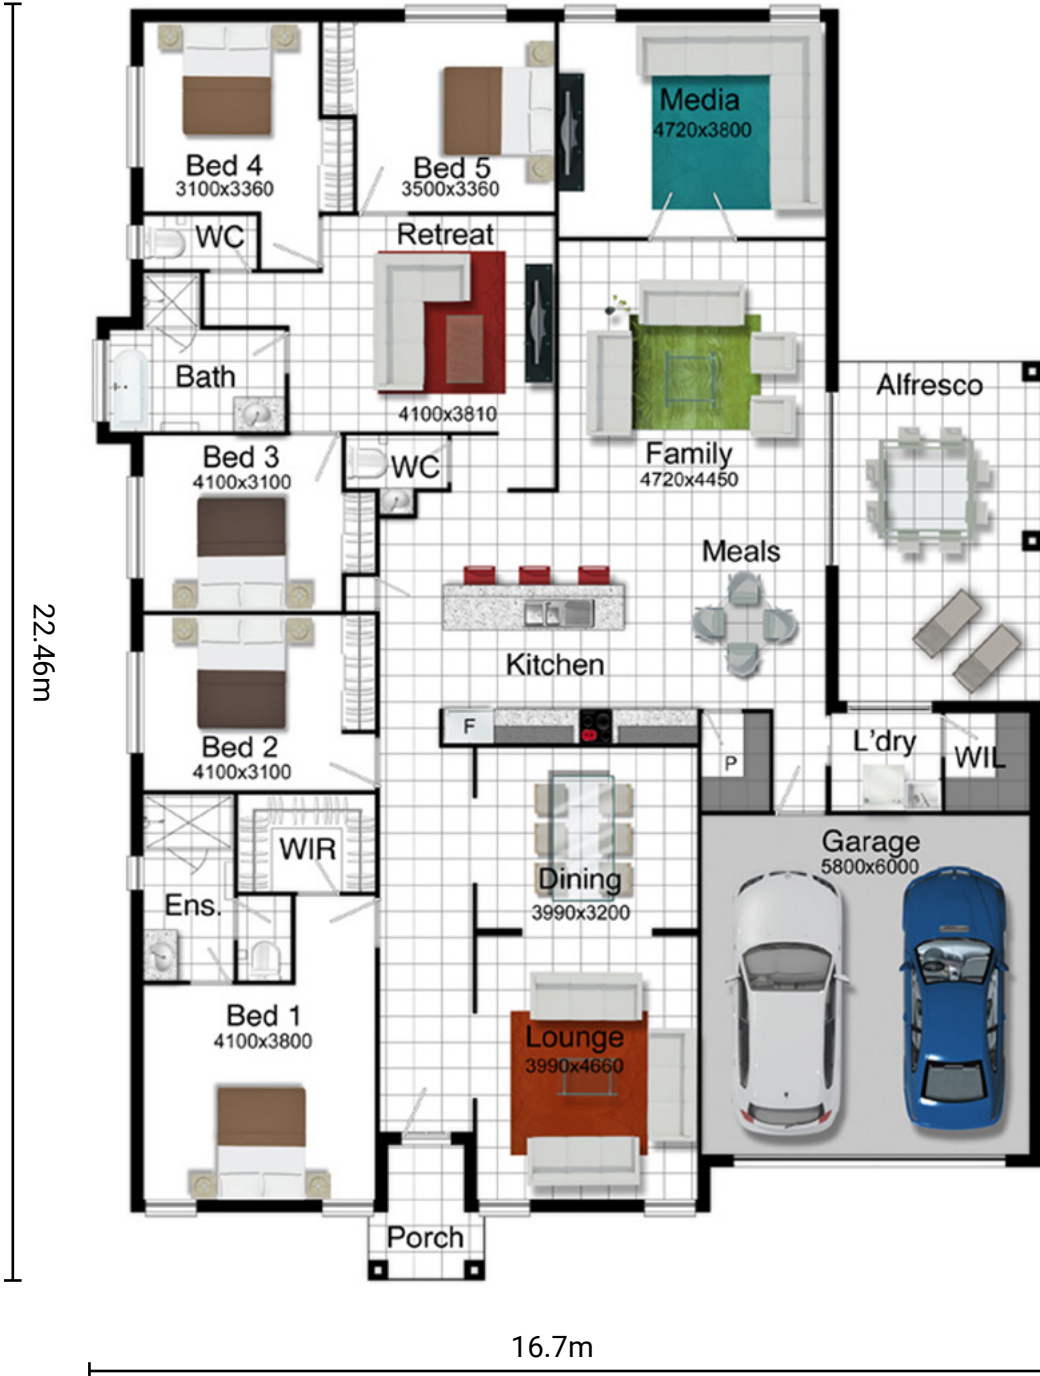 Bed 4
3100x3360
Bed 5
3500x3360
Media
4720x3800
WC
Retreat
4100x3810
Bath
Alfresco
Family
4720x4450
Bed 3
4100x3100
WC
Meals
Kitchen
22.46m
F
P
L'dry
WIL
Bed 2
4100x3100
WIR
Garage
5800x6000
Dining
3990x3200
Ens.
Bed 1
4100x3800
Lounge
3990x4660
Porch
16.7m